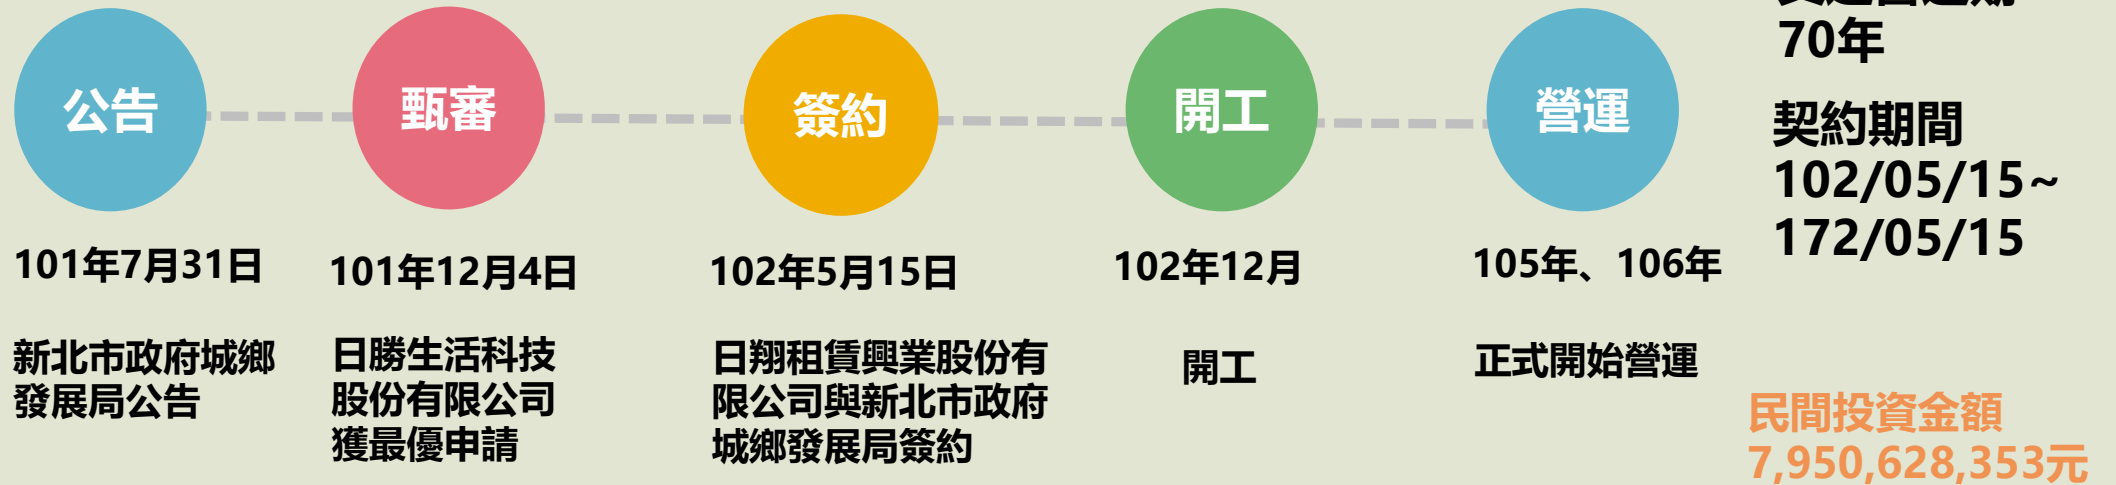 公告
甄審
簽約
開工
營運
101年7月31日
新北市政府城鄉
發展局公告
101年12月4日
日勝生活科技
股份有限公司
獲最優申請
102年5月15日
日翔租賃興業股份有
限公司與新北市政府
城鄉發展局簽約
102年12月
開工
105年、106年
正式開始營運
70年
契約期間
102/05/15~
172/05/15
民間投資金額
7,950,628,353元